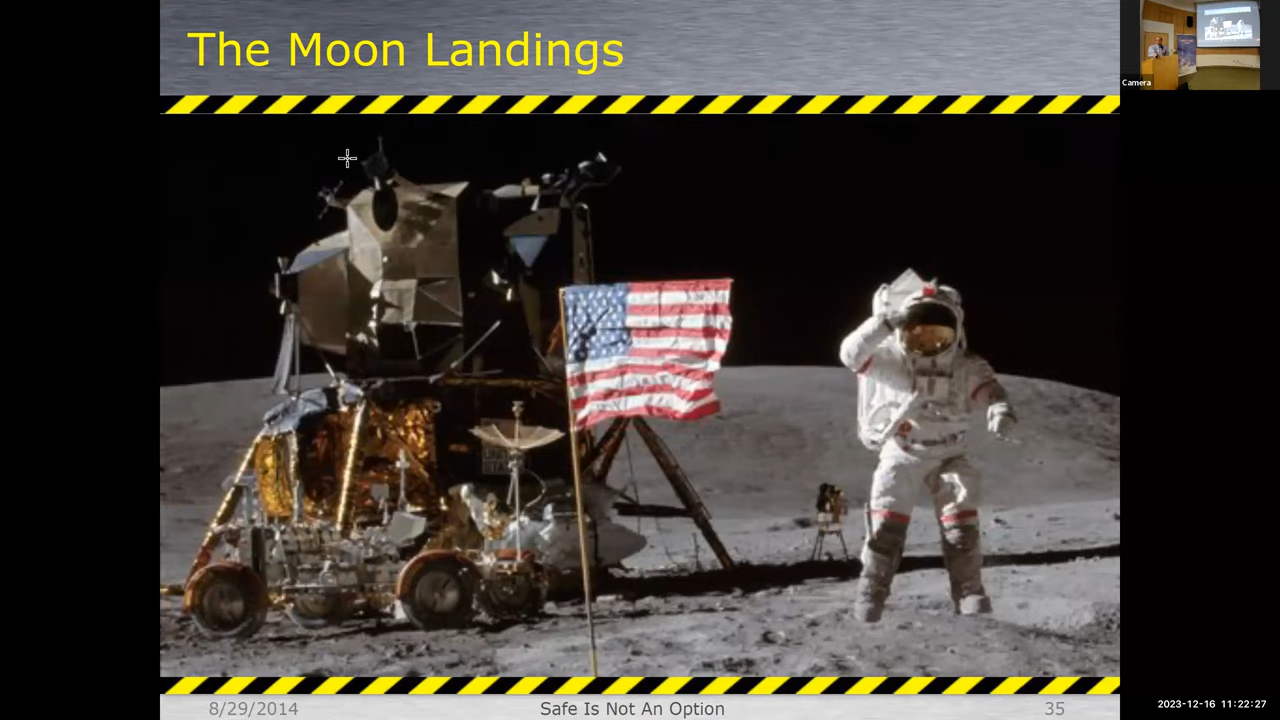 The Moon Landings
Camera
8/29/2014
Safe Is Not An Option
35
2023-12-16 11:22:27